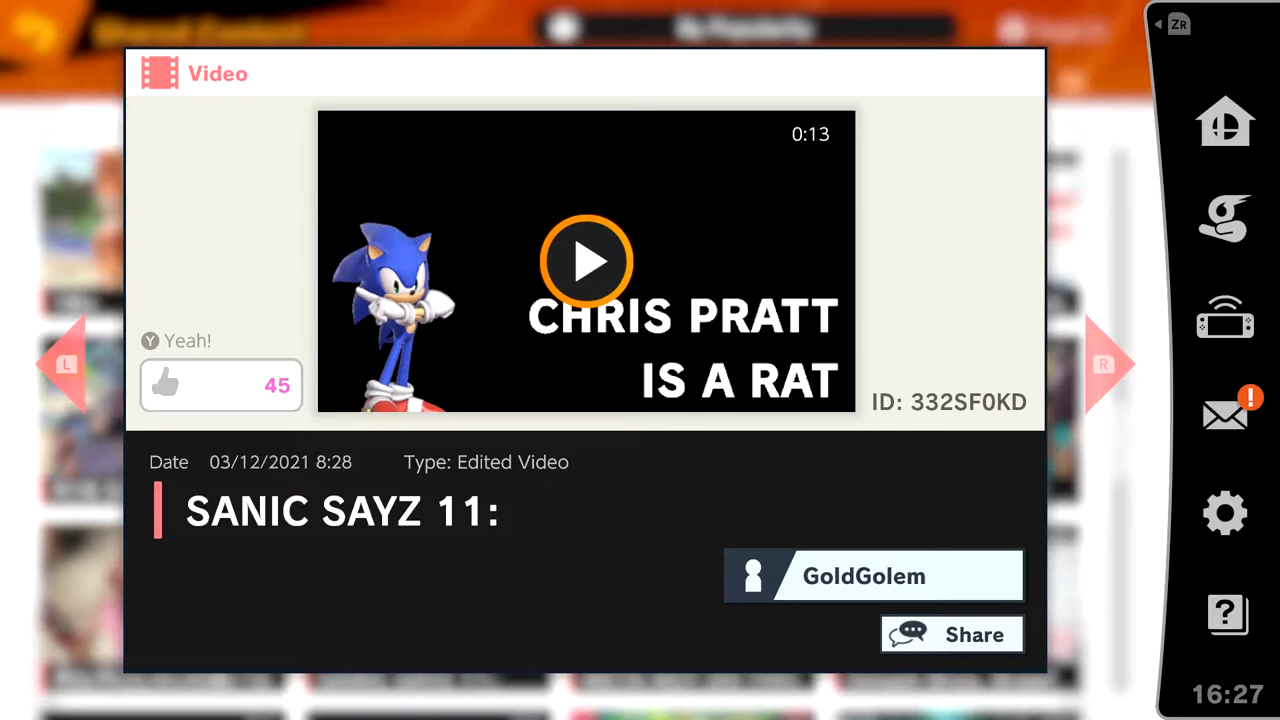 ZR
Video
0:13
CHRIS PRATT
IS A RAT
Y Yeah!
45
L
R
ID: 332SF0KD
Date 03/12/2021 8:28 Type: Edited Video
SANIC SAYZ 11:
GoldGolem
Share
!
?
16:27